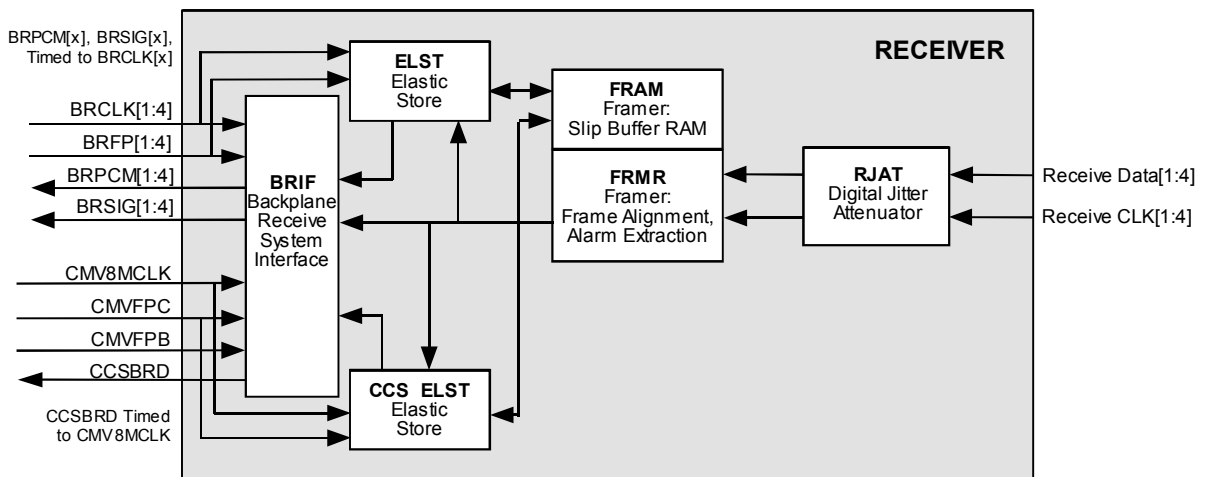 BRPCM[x], BRSIG[x],
Timed to BRCLK[x]
RECEIVER
ELST
Elastic
Store
FRAM
Framer:
Slip Buffer RAM
BRCLK[1:4]
BRFP[1:4]
BRPCM[1:4]
BRSIG[1:4]
BRIF
Backplane
Receive
System
Interface
FRMR
Framer:
Frame Alignment,
Alarm Extraction
RJAT
Digital Jitter
Attenuator
Receive Data[1:4]
Receive CLK[1:4]
CMV8MCLK
CMVFPC
CMVFPB
CCSBRD
CCS ELST
Elastic
Store
CCSBRD Timed
to CMV8MCLK